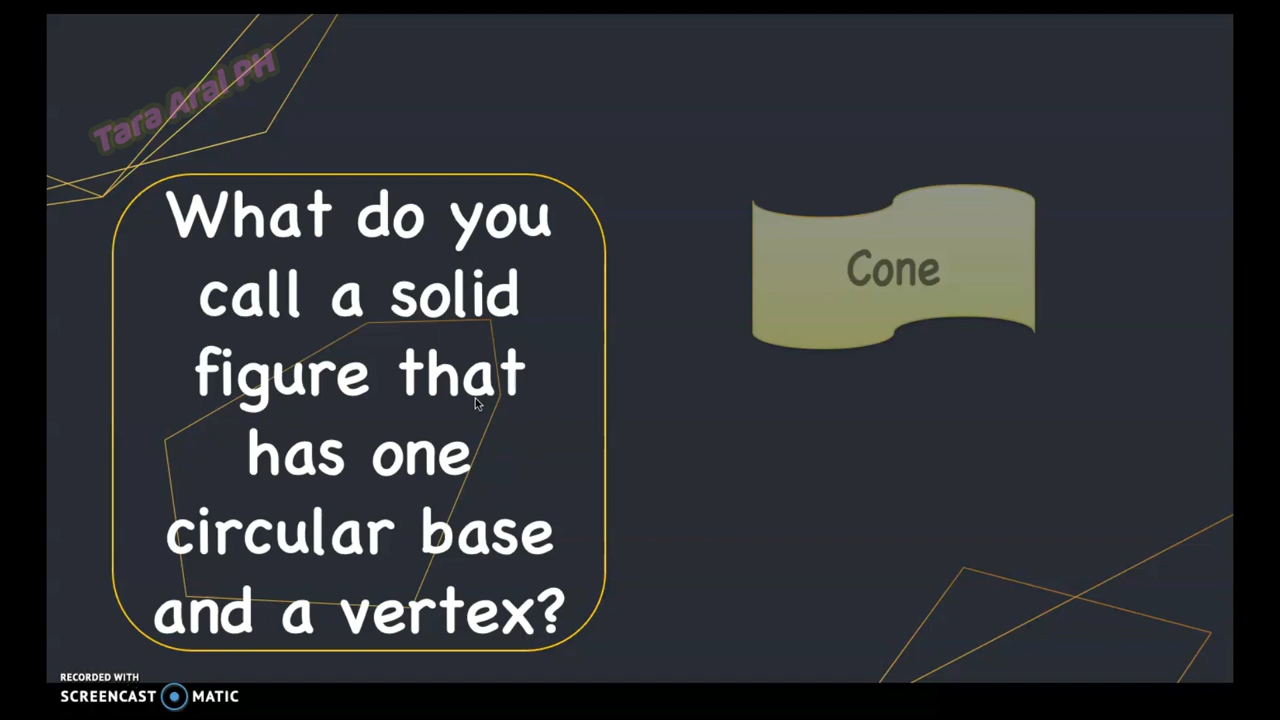 Tara Aral PH
What do you
call a solid
figure that
has one
circular base
and a vertex?
Cone
RECORDED WITH
SCREENCAST MATIC